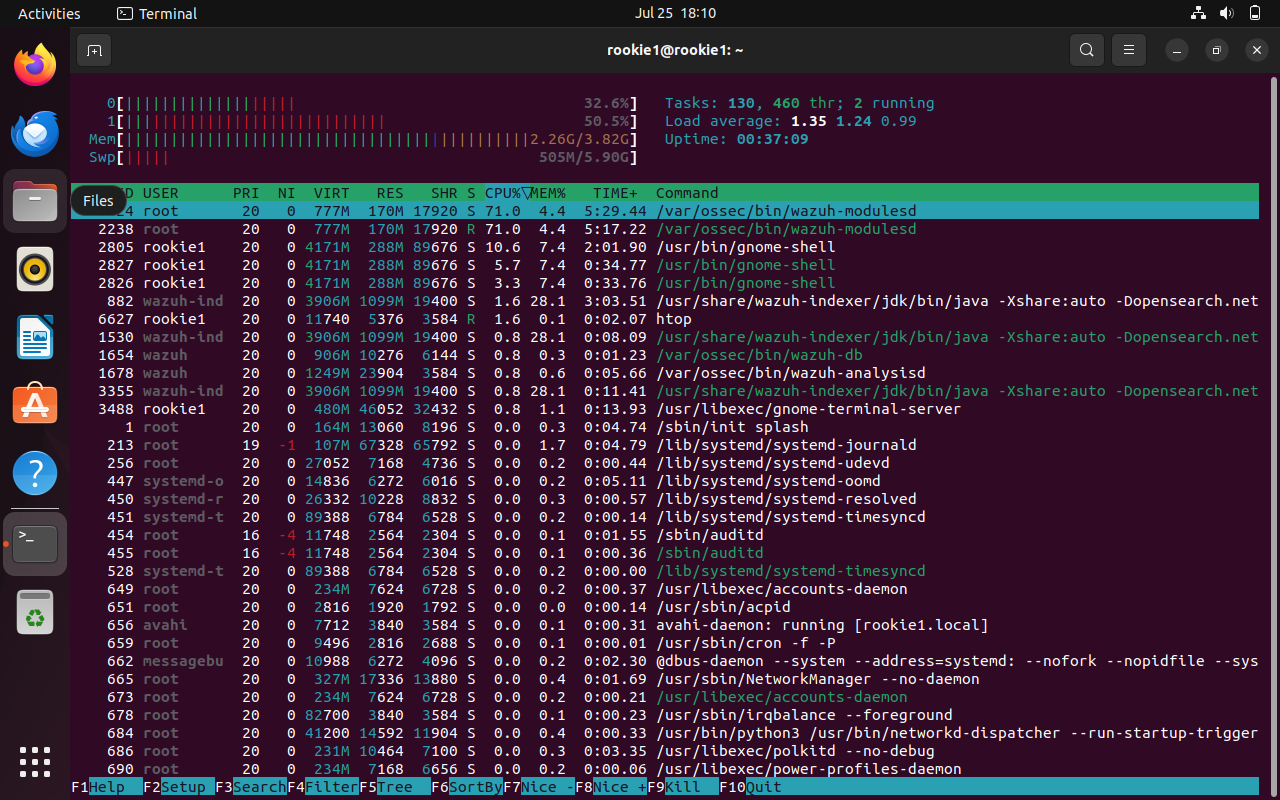 Activities Terminal Jul 25 18:10
rookie1@rookie1: ~
0[ 32.6%] Tasks: 130, 460 thr; 2 running
1[ 50.5%] Load average: 1.35 1.24 0.99
Mem[ 2.26G/3.82G] Uptime: 00:37:09
Swp[ 505M/5.90G]
D USER PRI NI VIRT RES SHR S CPU%▽MEM% TIME+ Command
Files
24 root 20 0 777M 170M 17920 S 71.0 4.4 5:29.44 /var/ossec/bin/wazuh-modulesd
2238 root 20 0 777M 170M 17920 R 71.0 4.4 5:17.22 /var/ossec/bin/wazuh-modulesd
2805 rookie1 20 0 4171M 288M 89676 S 10.6 7.4 2:01.90 /usr/bin/gnome-shell
2827 rookie1 20 0 4171M 288M 89676 S 5.7 7.4 0:34.77 /usr/bin/gnome-shell
2826 rookie1 20 0 4171M 288M 89676 S 3.3 7.4 0:33.76 /usr/bin/gnome-shell
882 wazuh-ind 20 0 3906M 1099M 19400 S 1.6 28.1 3:03.51 /usr/share/wazuh-indexer/jdk/bin/java -Xshare:auto -Dopensearch.net
6627 rookie1 20 0 11740 5376 3584 R 1.6 0.1 0:02.07 htop
1530 wazuh-ind 20 0 3906M 1099M 19400 S 0.8 28.1 0:08.09 /usr/share/wazuh-indexer/jdk/bin/java -Xshare:auto -Dopensearch.net
1654 wazuh 20 0 906M 10276 6144 S 0.8 0.3 0:01.23 /var/ossec/bin/wazuh-db
1678 wazuh 20 0 1249M 23904 3584 S 0.8 0.6 0:05.66 /var/ossec/bin/wazuh-analysisd
3355 wazuh-ind 20 0 3906M 1099M 19400 S 0.8 28.1 0:11.41 /usr/share/wazuh-indexer/jdk/bin/java -Xshare:auto -Dopensearch.net
3488 rookie1 20 0 480M 46052 32432 S 0.8 1.1 0:13.93 /usr/libexec/gnome-terminal-server
1 root 20 0 164M 13060 8196 S 0.0 0.3 0:04.74 /sbin/init splash
213 root 19 -1 107M 67328 65792 S 0.0 1.7 0:04.79 /lib/systemd/systemd-journald
256 root 20 0 27052 7168 4736 S 0.0 0.2 0:00.44 /lib/systemd/systemd-udevd
447 systemd-o 20 0 14836 6272 6016 S 0.0 0.2 0:05.11 /lib/systemd/systemd-oomd
450 systemd-r 20 0 26332 10228 8832 S 0.0 0.3 0:00.57 /lib/systemd/systemd-resolved
451 systemd-t 20 0 89388 6784 6528 S 0.0 0.2 0:00.14 /lib/systemd/systemd-timesyncd
454 root 16 -4 11748 2564 2304 S 0.0 0.1 0:01.55 /sbin/auditd
455 root 16 -4 11748 2564 2304 S 0.0 0.1 0:00.36 /sbin/auditd
528 systemd-t 20 0 89388 6784 6528 S 0.0 0.2 0:00.00 /lib/systemd/systemd-timesyncd
649 root 20 0 234M 7624 6728 S 0.0 0.2 0:00.37 /usr/libexec/accounts-daemon
651 root 20 0 2816 1920 1792 S 0.0 0.0 0:00.14 /usr/sbin/acpid
656 avahi 20 0 7712 3840 3584 S 0.0 0.1 0:00.31 avahi-daemon: running [rookie1.local]
659 root 20 0 9496 2816 2688 S 0.0 0.1 0:00.01 /usr/sbin/cron -f -P
662 messagebu 20 0 10988 6272 4096 S 0.0 0.2 0:02.30 @dbus-daemon --system --address=systemd: --nofork --nopidfile --sys
665 root 20 0 327M 17336 13880 S 0.0 0.4 0:01.69 /usr/sbin/NetworkManager --no-daemon
673 root 20 0 234M 7624 6728 S 0.0 0.2 0:00.21 /usr/libexec/accounts-daemon
678 root 20 0 82700 3840 3584 S 0.0 0.1 0:00.23 /usr/sbin/irqbalance --foreground
684 root 20 0 41200 14592 11904 S 0.0 0.4 0:00.33 /usr/bin/python3 /usr/bin/networkd-dispatcher --run-startup-trigger
686 root 20 0 231M 10464 7100 S 0.0 0.3 0:03.35 /usr/libexec/polkitd --no-debug
690 root 20 0 234M 7168 6656 S 0.0 0.2 0:00.06 /usr/libexec/power-profiles-daemon
F1Help F2Setup F3SearchF4FilterF5Tree F6SortByF7Nice -F8Nice +F9Kill F10Quit